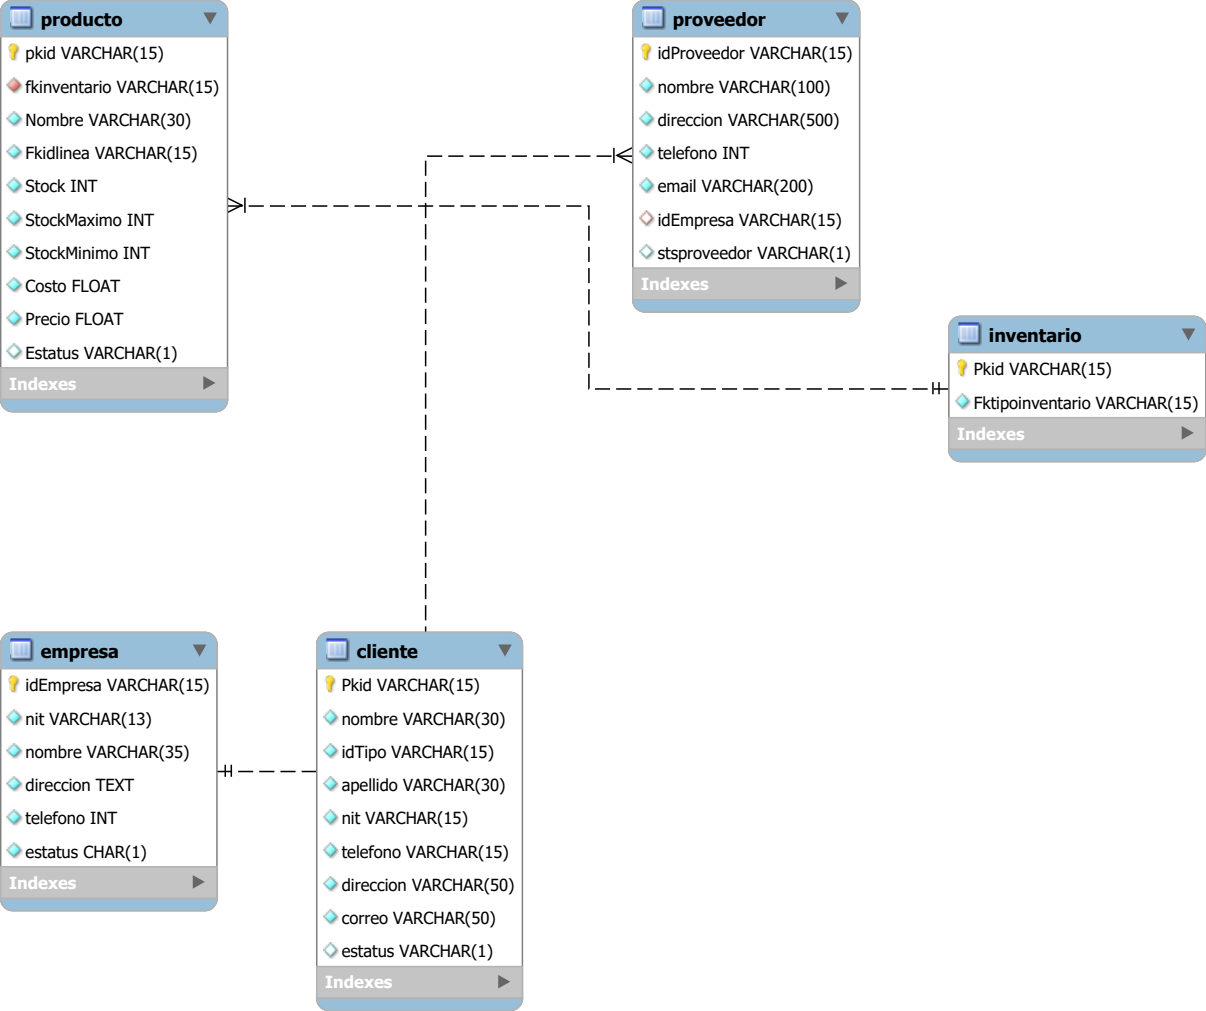 producto
pkid VARCHAR(15)
fkinventario VARCHAR(15)
Nombre VARCHAR(30)
Fkidlinea VARCHAR(15)
Stock INT
StockMaximo INT
StockMinimo INT
Costo FLOAT
Precio FLOAT
Estatus VARCHAR(1)
Indexes
proveedor
idProveedor VARCHAR(15)
nombre VARCHAR(100)
direccion VARCHAR(500)
telefono INT
email VARCHAR(200)
idEmpresa VARCHAR(15)
stsproveedor VARCHAR(1)
Indexes
inventario
Pkid VARCHAR(15)
Fktipoinventario VARCHAR(15)
Indexes
empresa
idEmpresa VARCHAR(15)
nit VARCHAR(13)
nombre VARCHAR(35)
direccion TEXT
telefono INT
estatus CHAR(1)
Indexes
cliente
Pkid VARCHAR(15)
nombre VARCHAR(30)
idTipo VARCHAR(15)
apellido VARCHAR(30)
nit VARCHAR(15)
telefono VARCHAR(15)
direccion VARCHAR(50)
correo VARCHAR(50)
estatus VARCHAR(1)
Indexes